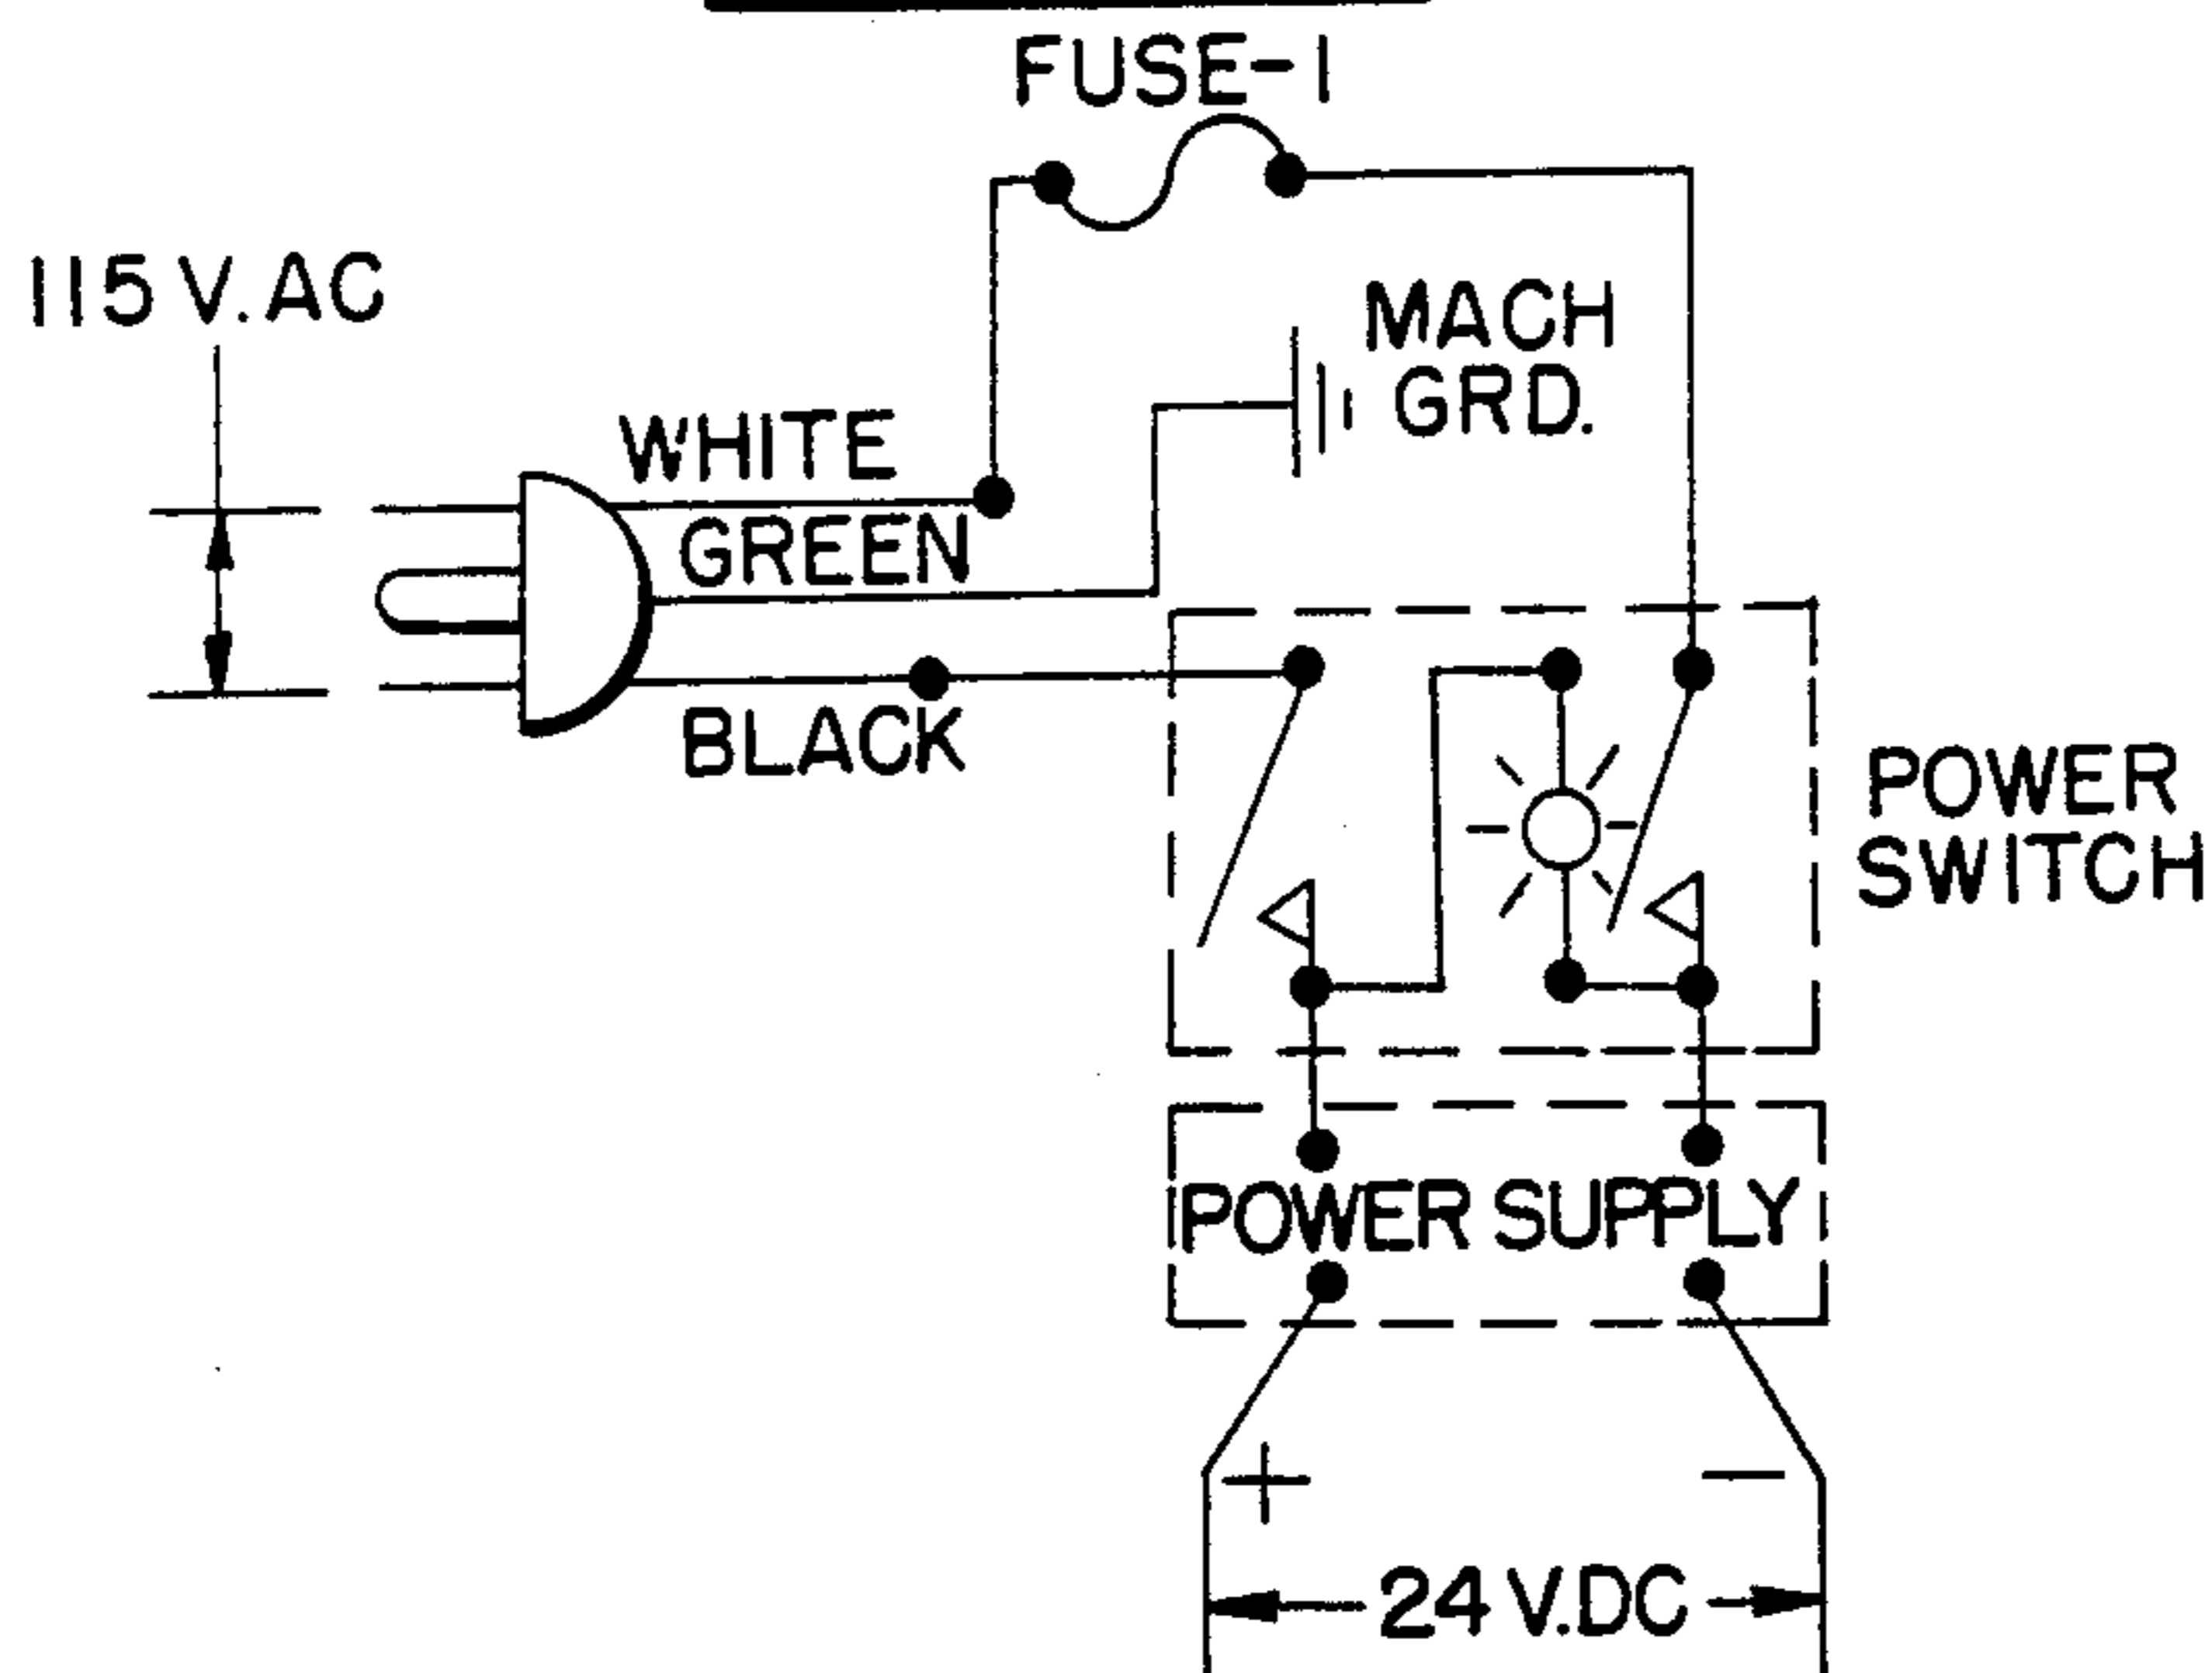 FUSE-1
115 V. AC
MACH
GRD.
WHITE
GREEN
BLACK
POWER
SWITCH
POWER SUPPLY
+ −
24 V.DC